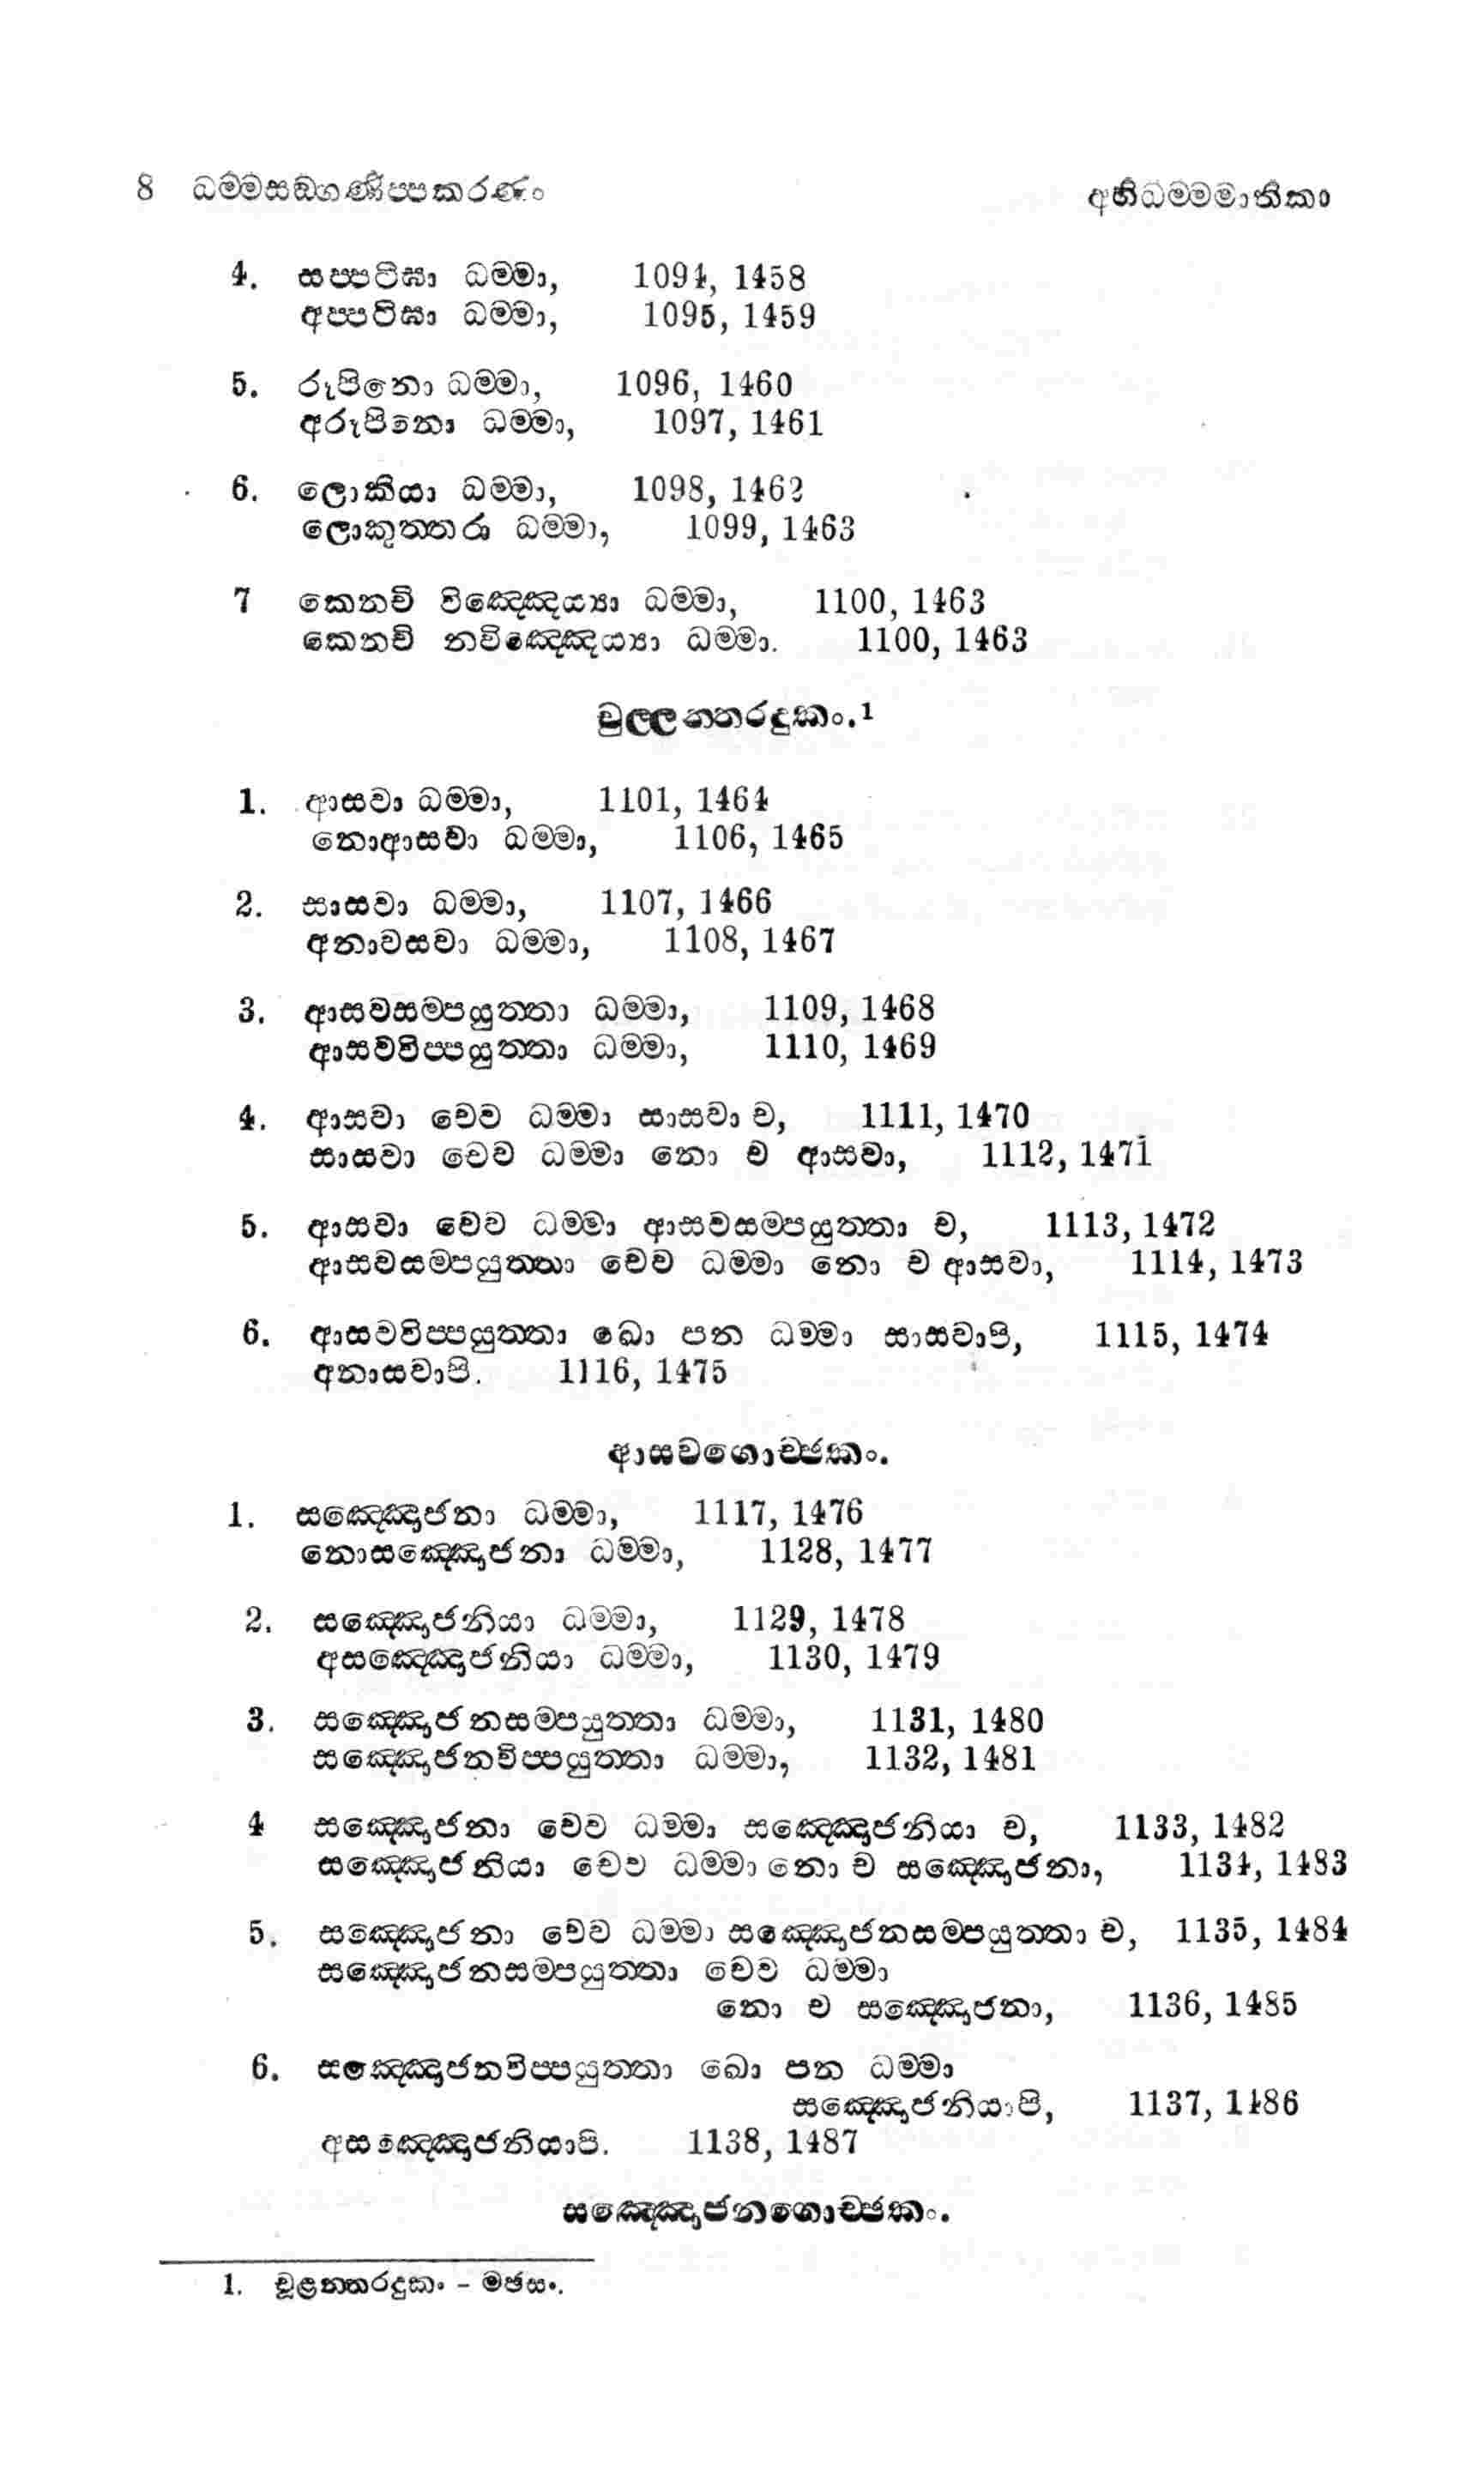 8 ධම්මසඞ්ගණිප්පකරණං
අභිධම්මමාතිකා
4. සප්පටිඝා ධම්මා, 1094, 1458
අප්පටිඝා ධම්මා, 1095, 1459
5. රූපිනො ධම්මා, 1096, 1460
අරූපිනො ධම්මා, 1097, 1461
6. ලොකියා ධම්මා, 1098, 1462
ලොකුත්තරා ධම්මා, 1099, 1463
7 කෙනචි විඤ්ඤෙය්‍යා ධම්මා, 1100, 1463
කෙනචි නවිඤ්ඤෙය්‍යා ධම්මා. 1100, 1463
චුල්ලන්තරදුකං.¹
1. ආසවා ධම්මා, 1101, 1464
නොආසවා ධම්මා, 1106, 1465
2. සාසවා ධම්මා, 1107, 1466
අනාවසවා ධම්මා, 1108, 1467
3. ආසවසම්පයුත්තා ධම්මා, 1109, 1468
ආසවවිප්පයුත්තා ධම්මා, 1110, 1469
4. ආසවා චෙව ධම්මා සාසවා ච, 1111, 1470
සාසවා චෙව ධම්මා නො ච ආසවා, 1112, 1471
5. ආසවා චෙව ධම්මා ආසවසම්පයුත්තා ච, 1113, 1472
ආසවසම්පයුත්තා චෙව ධම්මා නො ච ආසවා, 1114, 1473
6. ආසවවිප්පයුත්තා ඛො පන ධම්මා සාසවාපි, 1115, 1474
අනාසවාපි. 1116, 1475
ආසවගොච්ඡකං.
1. සඤ්ඤොජනා ධම්මා, 1117, 1476
නොසඤ්ඤොජනා ධම්මා, 1128, 1477
2. සඤ්ඤොජනියා ධම්මා, 1129, 1478
අසඤ්ඤොජනියා ධම්මා, 1130, 1479
3. සඤ්ඤොජනසම්පයුත්තා ධම්මා, 1131, 1480
සඤ්ඤොජනවිප්පයුත්තා ධම්මා, 1132, 1481
4 සඤ්ඤොජනා චෙව ධම්මා සඤ්ඤොජනියා ච, 1133, 1482
සඤ්ඤොජනියා චෙව ධම්මා නො ච සඤ්ඤොජනා, 1134, 1483
5. සඤ්ඤොජනා චෙව ධම්මා සඤ්ඤොජනසම්පයුත්තා ච, 1135, 1484
සඤ්ඤොජනසම්පයුත්තා චෙව ධම්මා
නො ච සඤ්ඤොජනා, 1136, 1485
6. සඤ්ඤොජනවිප්පයුත්තා ඛො පන ධම්මා
සඤ්ඤොජනියාපි, 1137, 1486
අසඤ්ඤොජනියාපි. 1138, 1487
සඤ්ඤොජනගොච්ඡකං.
1. චූළන්තරදුකං - මඡසං.